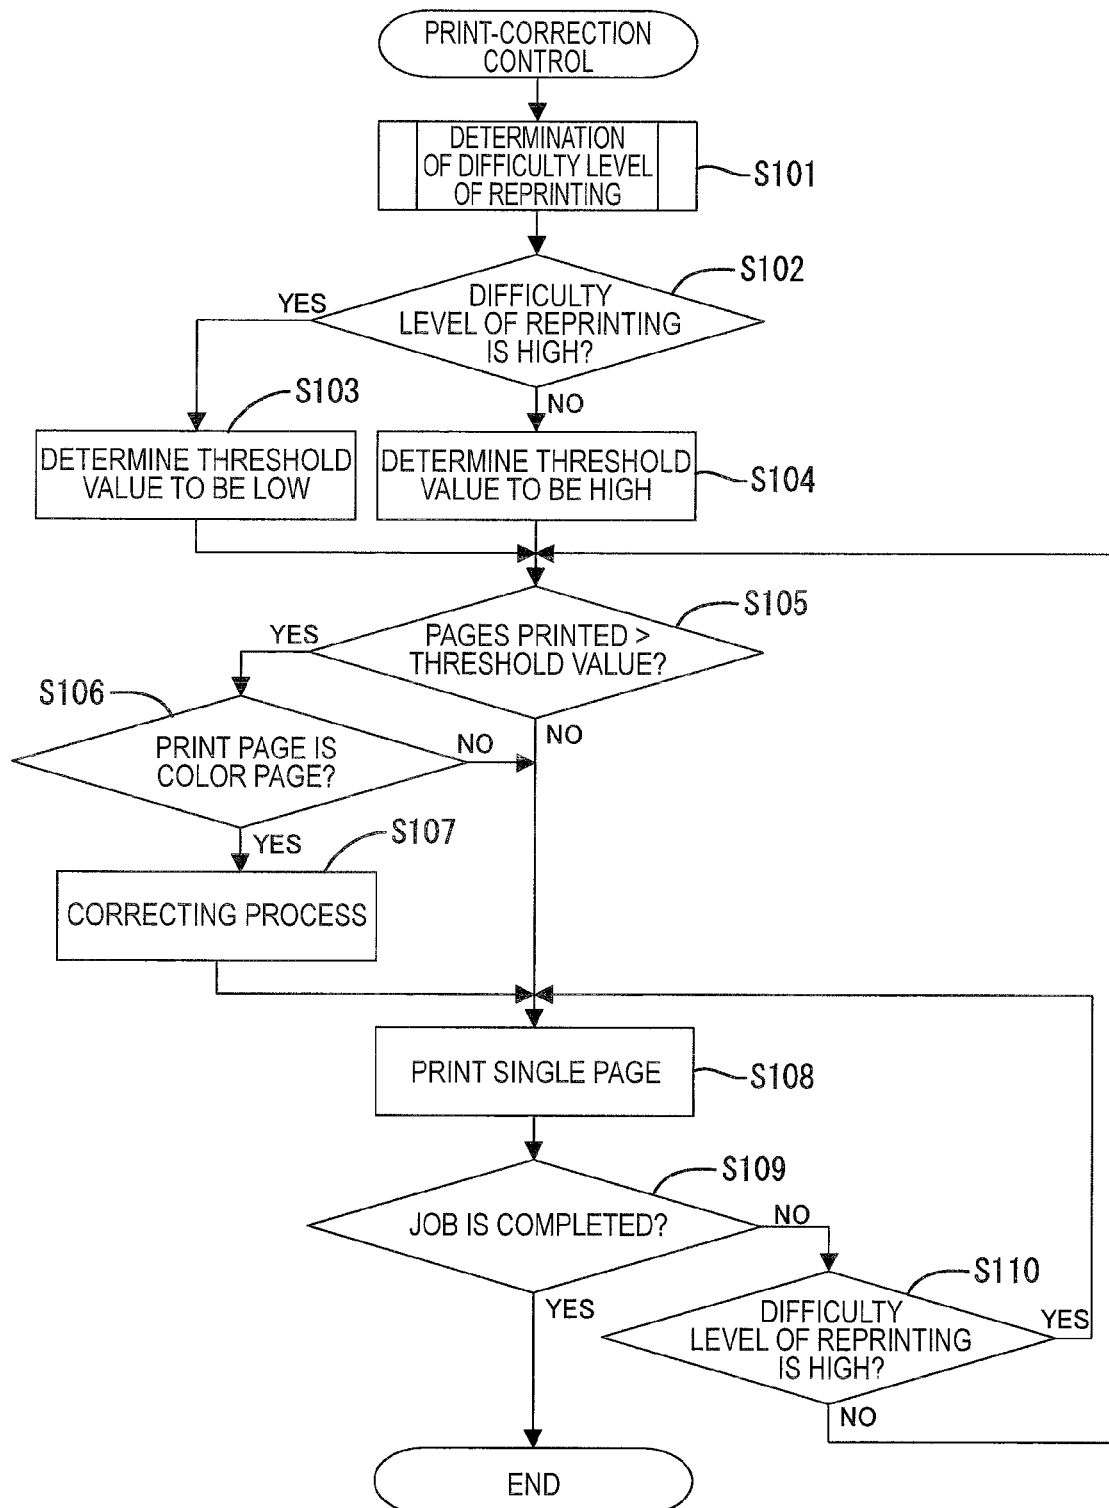 PRINT-CORRECTION
CONTROL
DETERMINATION
OF DIFFICULTY LEVEL
OF REPRINTING
S101
S102
DIFFICULTY
LEVEL OF REPRINTING
IS HIGH?
YES
NO
S103
DETERMINE THRESHOLD
VALUE TO BE LOW
DETERMINE THRESHOLD
VALUE TO BE HIGH
S104
S105
PAGES PRINTED >
THRESHOLD VALUE?
YES
NO
S106
PRINT PAGE IS
COLOR PAGE?
NO
YES
S107
CORRECTING PROCESS
PRINT SINGLE PAGE
S108
S109
JOB IS COMPLETED?
NO
YES
S110
DIFFICULTY
LEVEL OF REPRINTING
IS HIGH?
YES
NO
END